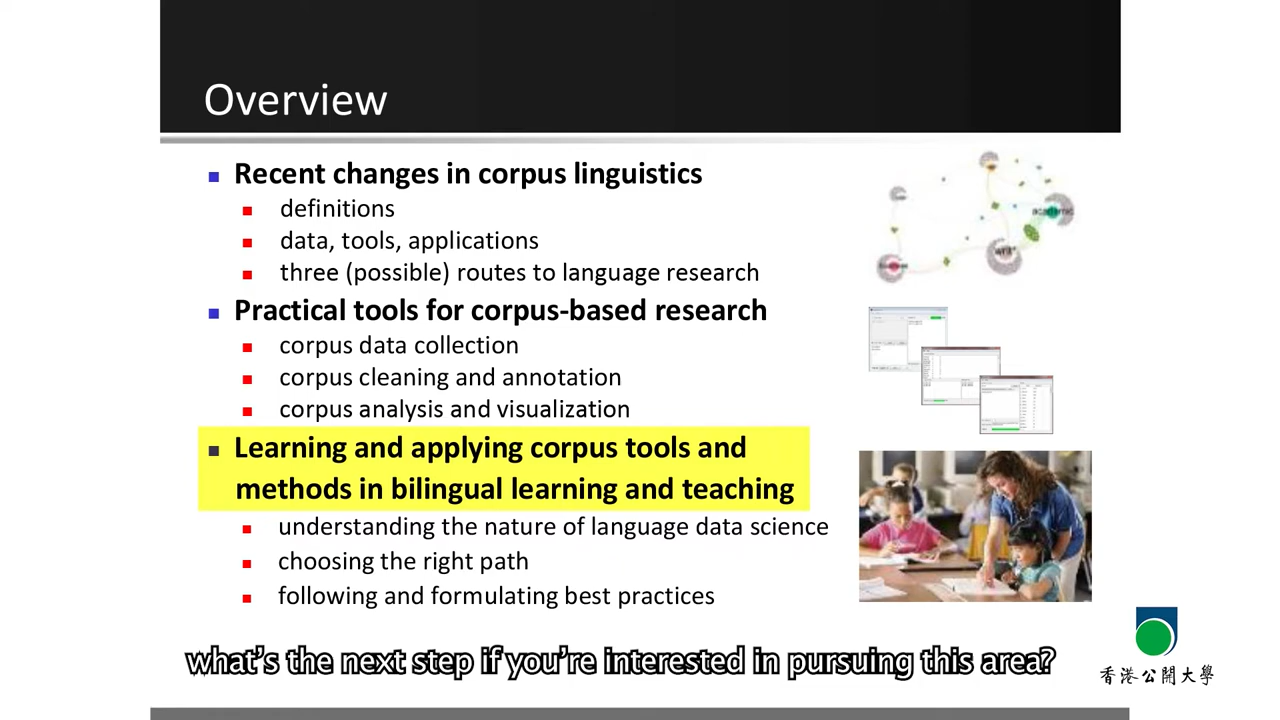 Overview
Recent changes in corpus linguistics
definitions
data, tools, applications
three (possible) routes to language research
Practical tools for corpus-based research
corpus data collection
corpus cleaning and annotation
corpus analysis and visualization
Learning and applying corpus tools and
methods in bilingual learning and teaching
understanding the nature of language data science
choosing the right path
following and formulating best practices
academic
what's the next step if you're interested in pursuing this area?
香港公開大學